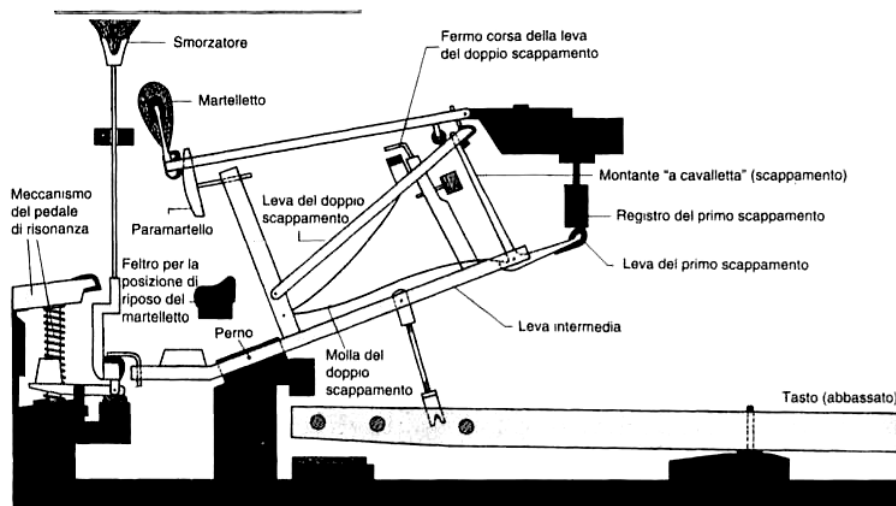 Smorzatore
Fermo corsa della leva
del doppio scappamento
Martelletto
Montante "a cavalletta" (scappamento)
Meccanismo
del pedale
di risonanza
Leva del doppio
scappamento
Registro del primo scappamento
Paramartello
Leva del primo scappamento
Feltro per la
posizione di
riposo del
martelletto
Perno
Leva intermedia
Molla del
doppio
scappamento
Tasto (abbassato)